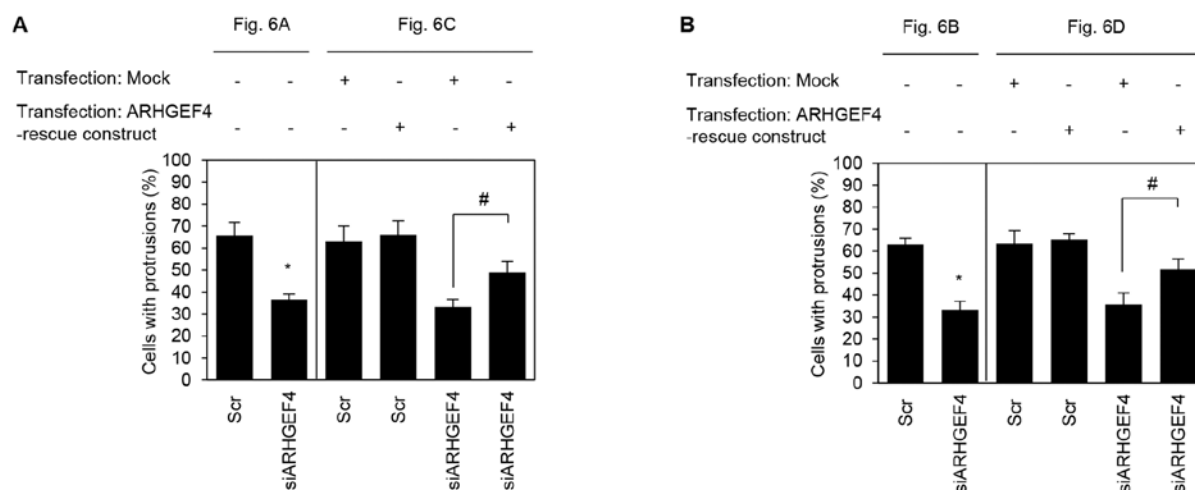 A
Fig. 6A Fig. 6C
Transfection: Mock - - + - + -
Transfection: ARHGEF4
-rescue construct - - - + - +
Cells with protrusions (%)
100
90
80
70
60
50
40
30
20
10
0
*
#
Scr
siARHGEF4
Scr
Scr
siARHGEF4
siARHGEF4
B
Fig. 6B Fig. 6D
Transfection: Mock - - + - + -
Transfection: ARHGEF4
-rescue construct - - - + - +
Cells with protrusions (%)
100
90
80
70
60
50
40
30
20
10
0
*
#
Scr
siARHGEF4
Scr
Scr
siARHGEF4
siARHGEF4